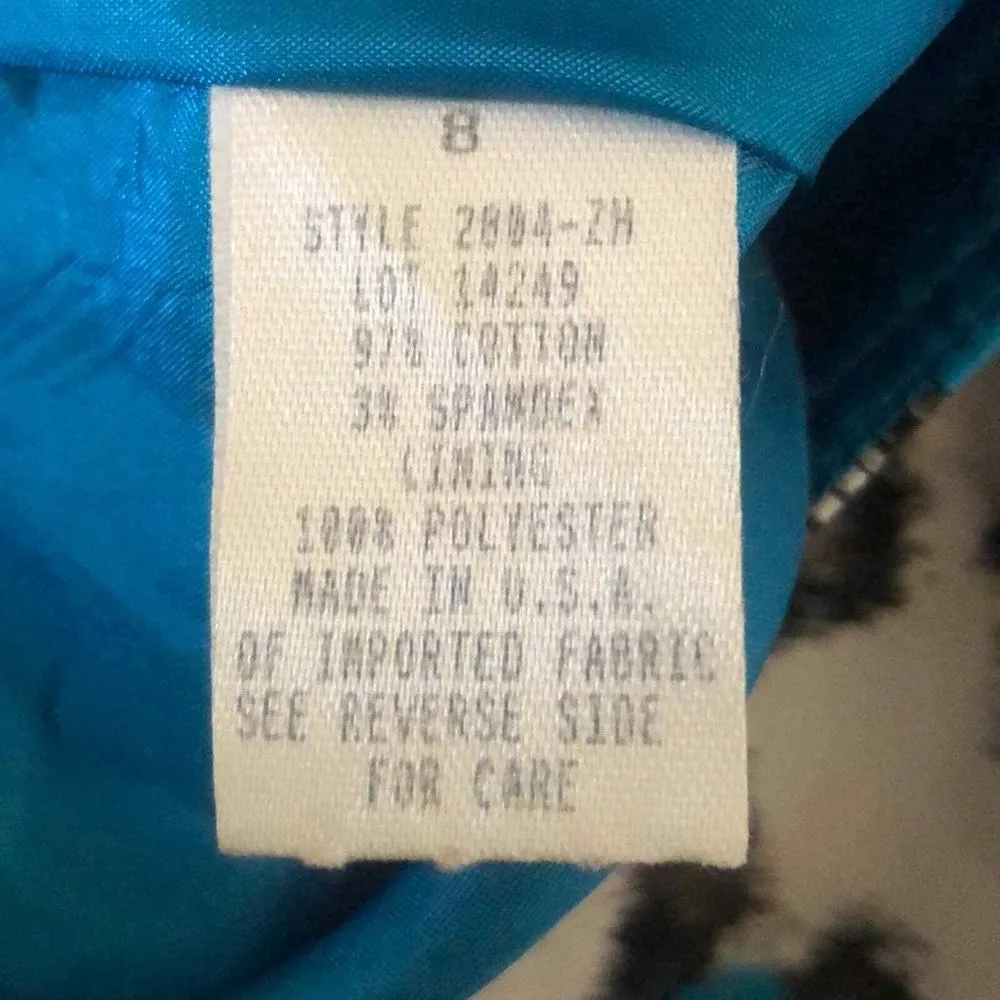 8
STYLE 2004-ZH
LOT 14249
97% COTTON
3% SPANDEX
LINING
100% POLYESTER
MADE IN U.S.A.
OF IMPORTED FABRIC
SEE REVERSE SIDE
FOR CARE